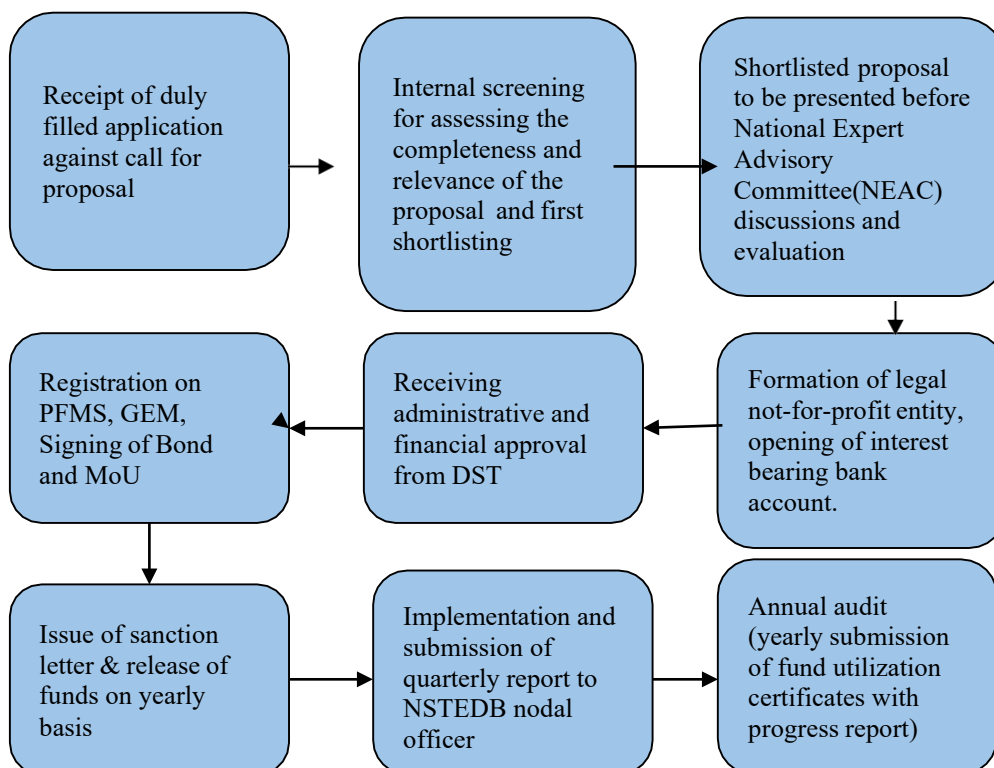 Receipt of duly
filled application
against call for
proposal
Internal screening
for assessing the
completeness and
relevance of the
proposal and first
shortlisting
Shortlisted proposal
to be presented before
National Expert
Advisory
Committee(NEAC)
discussions and
evaluation
Formation of legal
not-for-profit entity,
opening of interest
bearing bank
account.
Receiving
administrative and
financial approval
from DST
Registration on
PFMS, GEM,
Signing of Bond
and MoU
Issue of sanction
letter & release of
funds on yearly
basis
Implementation and
submission of
quarterly report to
NSTEDB nodal
officer
Annual audit
(yearly submission
of fund utilization
certificates with
progress report)